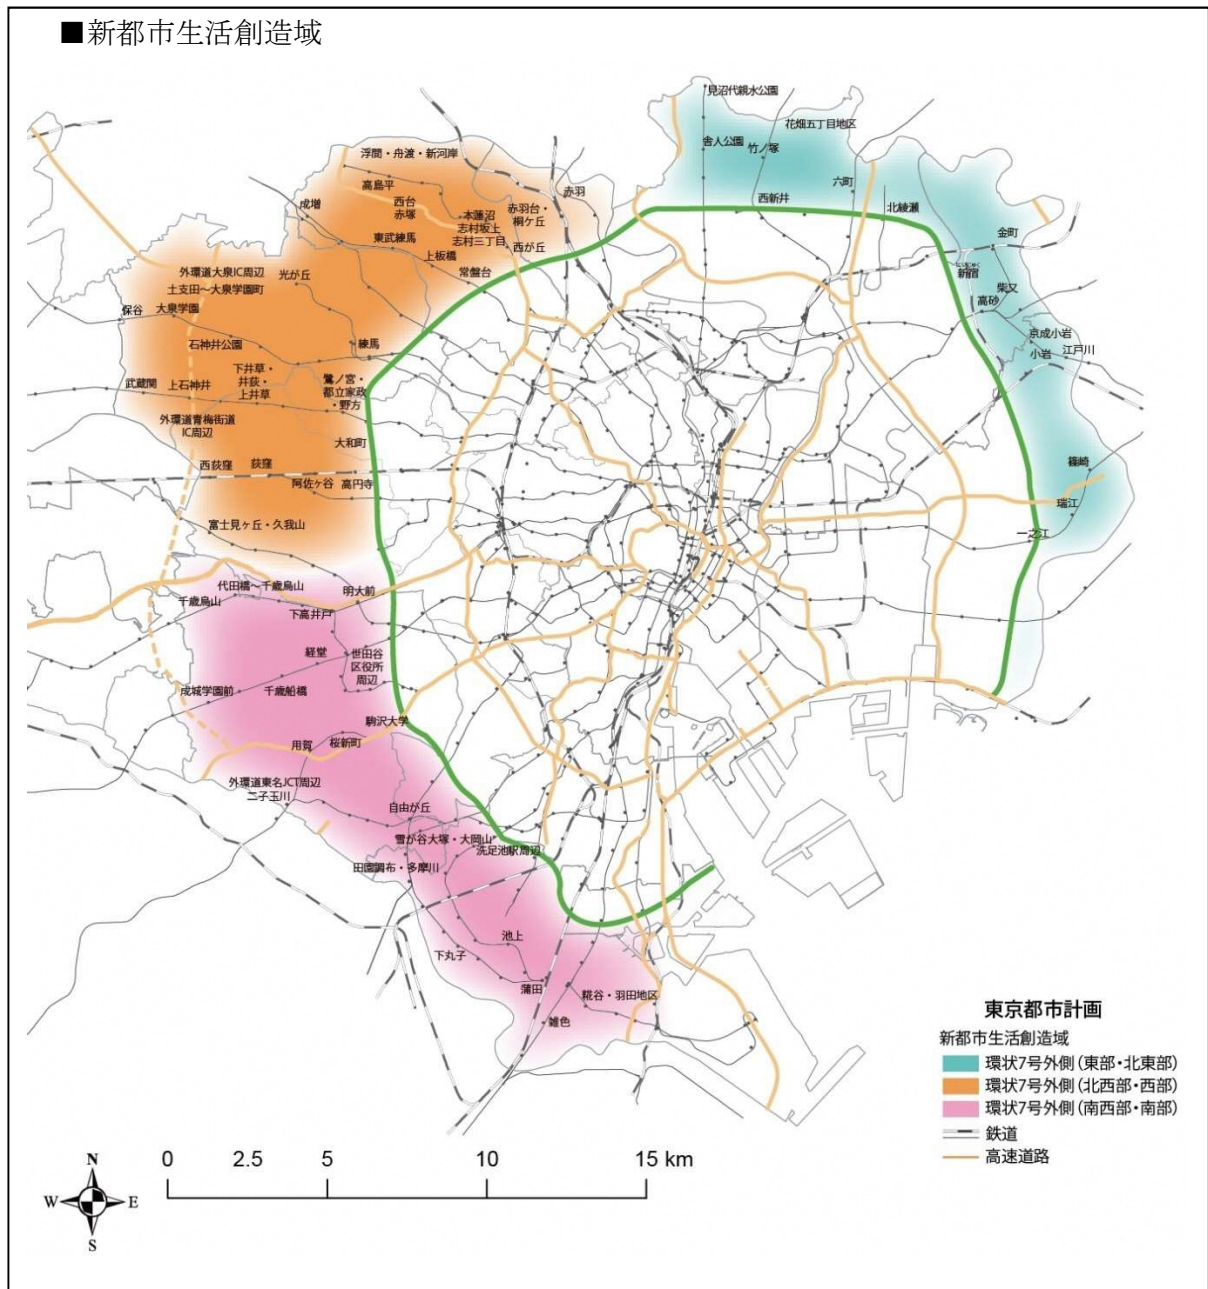 ■新都市生活創造域
見沼代親水公園
花畑五丁目地区
舎人公園
竹ノ塚
六町
西新井
北綾瀬
金町
にいじゅく
新宿
柴又
高砂
京成小岩
小岩
江戸川
篠崎
瑞江
一之江
浮間・舟渡・新河岸
高島平
赤羽
成増
西台
赤塚
本蓮沼
志村坂上
志村三丁目
赤羽台・
桐ケ丘
西が丘
東武練馬
上板橋
常盤台
外環道大泉IC周辺
光が丘
土支田～大泉学園町
保谷
大泉学園
石神井公園
練馬
下井草・
井荻・
上井草
鷺ノ宮・
都立家政
・野方
武蔵関
上石神井
外環道青梅街道
IC周辺
大和町
西荻窪
荻窪
阿佐ヶ谷
高円寺
富士見ヶ丘・久我山
代田橋～千歳烏山
千歳烏山
明大前
下高井戸
経堂
世田谷
区役所
周辺
成城学園前
千歳船橋
駒沢大学
用賀
桜新町
外環道東名JCT周辺
二子玉川
自由が丘
雪が谷大塚・大岡山
洗足池駅周辺
田園調布・多摩川
池上
下丸子
蒲田
糀谷・羽田地区
雑色
東京都市計画
新都市生活創造域
環状7号外側（東部・北東部）
環状7号外側（北西部・西部）
環状7号外側（南西部・南部）
鉄道
高速道路
N
W
E
S
0 2.5 5 10 15 km